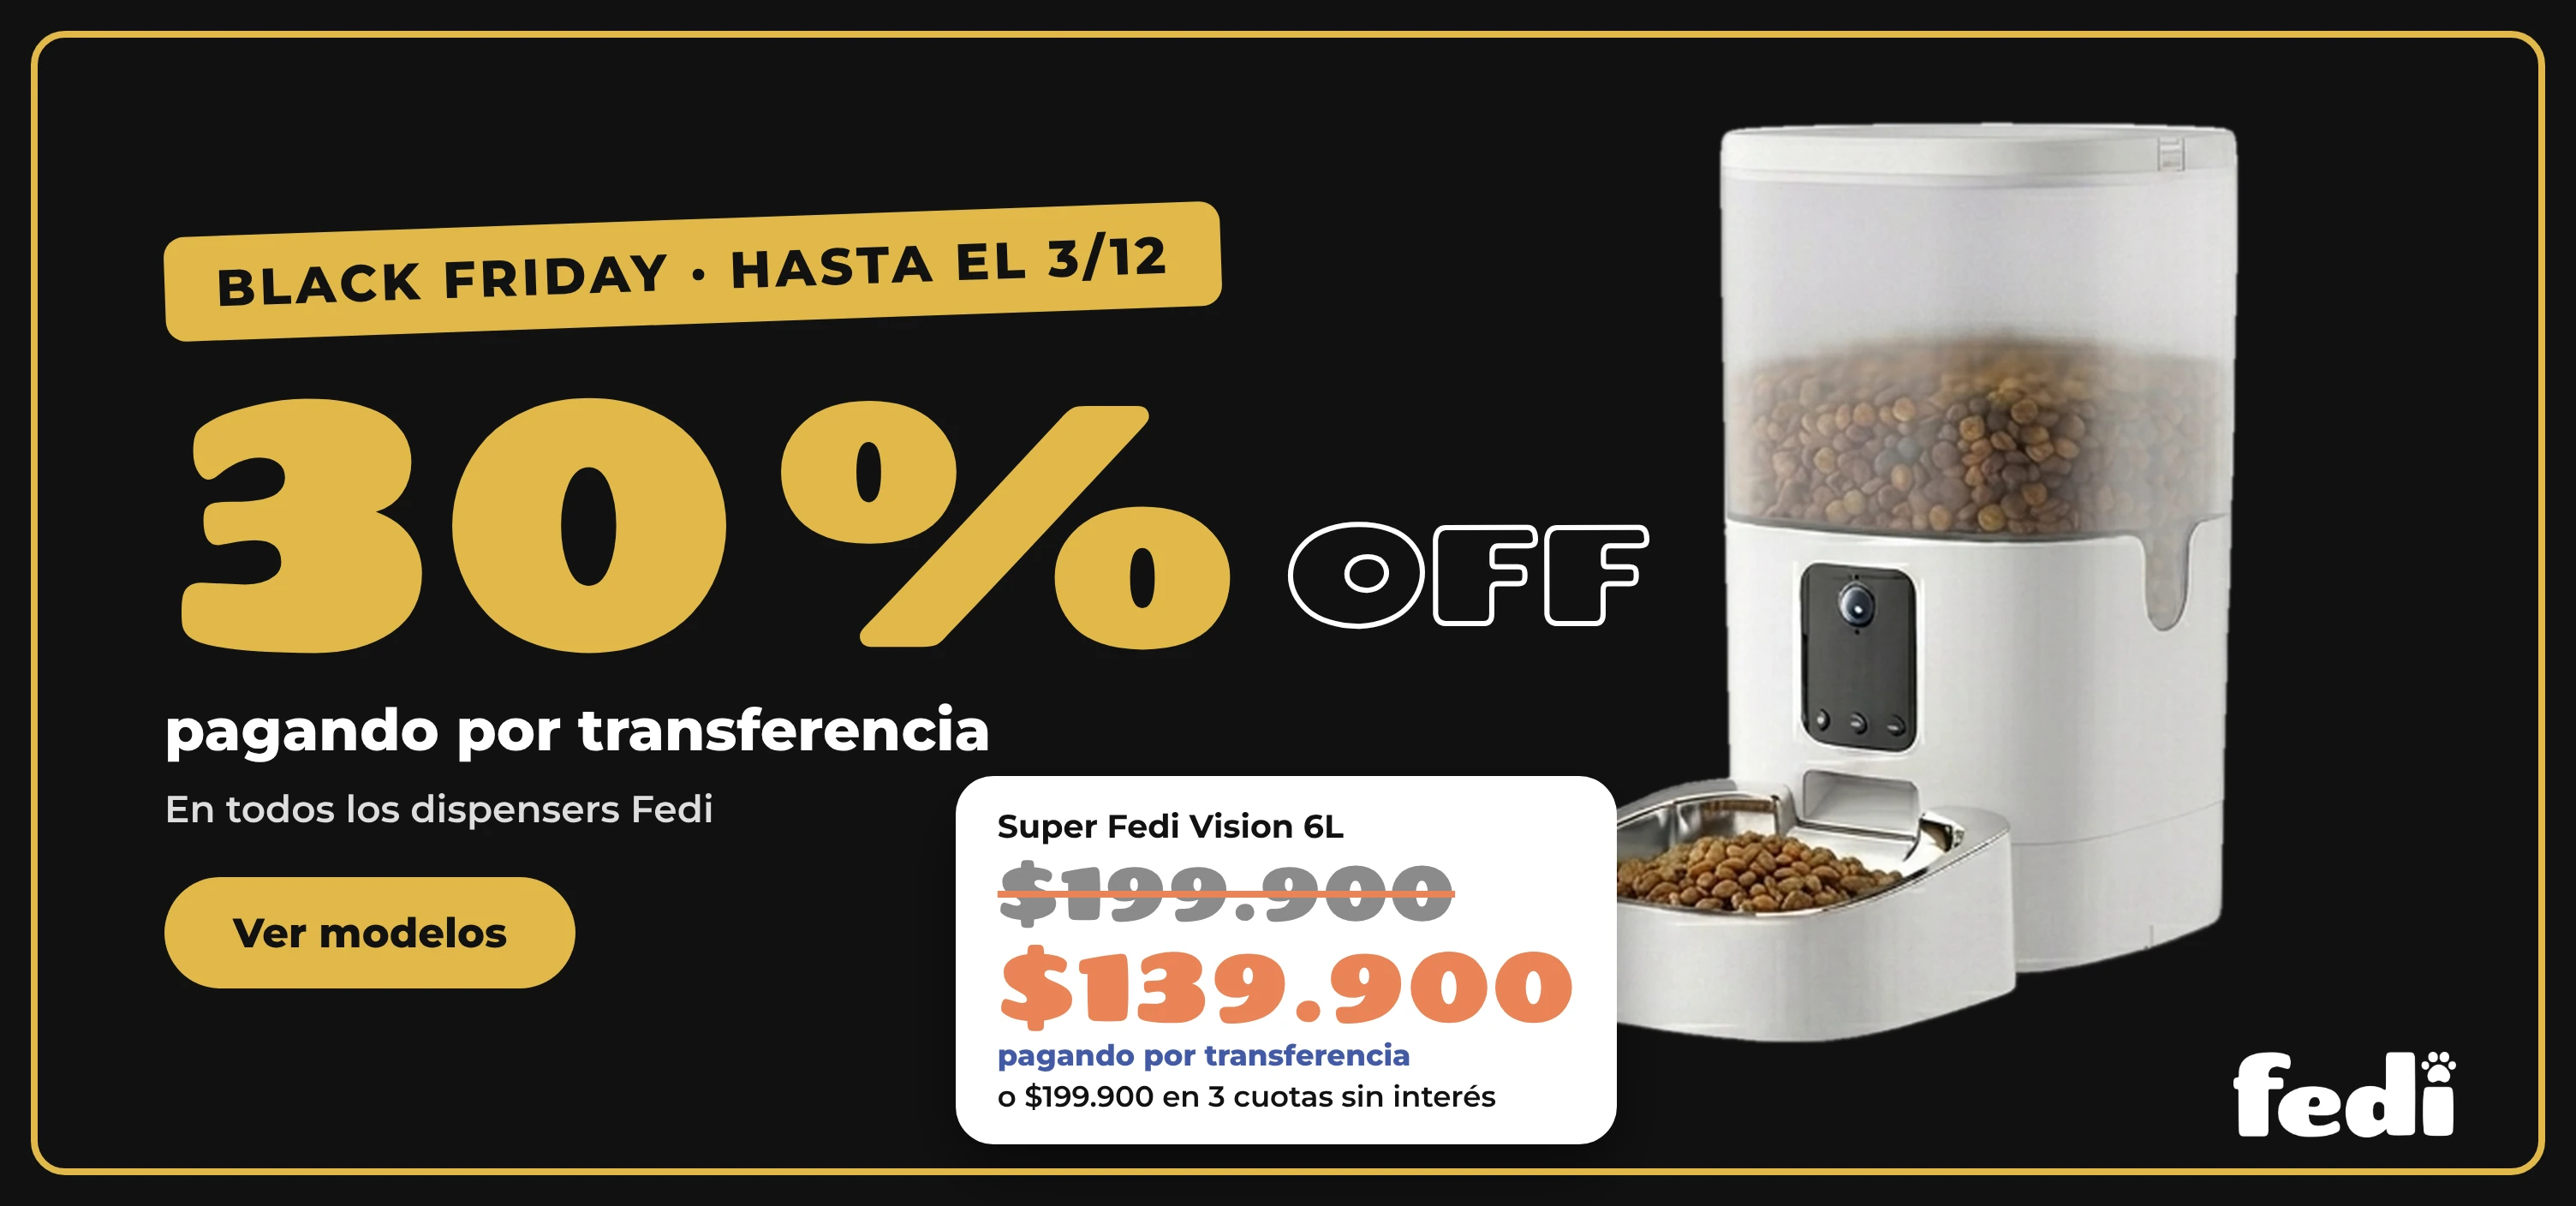 BLACK FRIDAY · HASTA EL 3/12
30% OFF
pagando por transferencia
En todos los dispensers Fedi
Ver modelos
Super Fedi Vision 6L
$199.900
$139.900
pagando por transferencia
o $199.900 en 3 cuotas sin interés
fedi